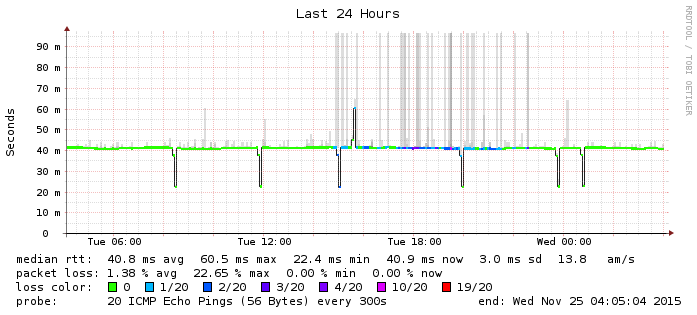 Last 24 Hours
RRDTOOL / TOBI OETIKER
Seconds
90 m
80 m
70 m
60 m
50 m
40 m
30 m
20 m
10 m
0
Tue 06:00 Tue 12:00 Tue 18:00 Wed 00:00
median rtt: 40.8 ms avg 60.5 ms max 22.4 ms min 40.9 ms now 3.0 ms sd 13.8 am/s
packet loss: 1.38 % avg 22.65 % max 0.00 % min 0.00 % now
loss color: 0 1/20 2/20 3/20 4/20 10/20 19/20
probe: 20 ICMP Echo Pings (56 Bytes) every 300s end: Wed Nov 25 04:05:04 2015